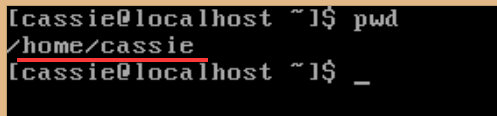 [cassie@localhost ~]$ pwd
/home/cassie
[cassie@localhost ~]$ _